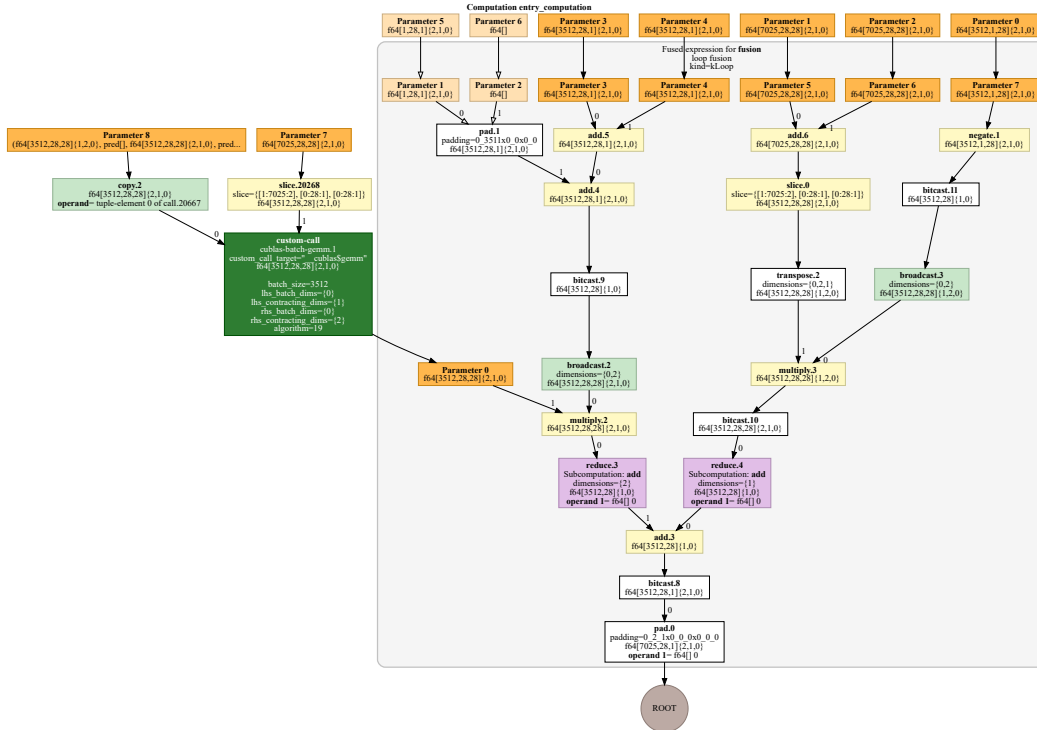 Computation entry_computation
Parameter 5
f64[1,28,1]{2,1,0}
Parameter 6
f64[]
Parameter 3
f64[3512,28,1]{2,1,0}
Parameter 4
f64[3512,28,1]{2,1,0}
Parameter 1
f64[7025,28,28]{2,1,0}
Parameter 2
f64[7025,28,28]{2,1,0}
Parameter 0
f64[3512,1,28]{2,1,0}
Fused expression for fusion
loop fusion
kind=kLoop
Parameter 1
f64[1,28,1]{2,1,0}
Parameter 2
f64[]
Parameter 3
f64[3512,28,1]{2,1,0}
Parameter 4
f64[3512,28,1]{2,1,0}
Parameter 5
f64[7025,28,28]{2,1,0}
Parameter 6
f64[7025,28,28]{2,1,0}
Parameter 7
f64[3512,1,28]{2,1,0}
0
1
0
1
0
1
Parameter 8
(f64[3512,28,28]{1,2,0}, pred[], f64[3512,28,28]{2,1,0}, pred...
Parameter 7
f64[7025,28,28]{2,1,0}
pad.1
padding=0_3511x0_0x0_0
f64[3512,28,1]{2,1,0}
add.5
f64[3512,28,1]{2,1,0}
add.6
f64[7025,28,28]{2,1,0}
negate.1
f64[3512,1,28]{2,1,0}
1
0
copy.2
f64[3512,28,28]{2,1,0}
operand= tuple-element 0 of call.20667
slice.20268
slice={[1:7025:2], [0:28:1], [0:28:1]}
f64[3512,28,28]{2,1,0}
add.4
f64[3512,28,1]{2,1,0}
slice.0
slice={[1:7025:2], [0:28:1], [0:28:1]}
f64[3512,28,28]{2,1,0}
bitcast.11
f64[3512,28]{1,0}
0
1
custom-call
cublas-batch-gemm.1
custom_call_target="__cublas$gemm"
f64[3512,28,28]{2,1,0}
batch_size=3512
lhs_batch_dims={0}
lhs_contracting_dims={1}
rhs_batch_dims={0}
rhs_contracting_dims={2}
algorithm=19
bitcast.9
f64[3512,28]{1,0}
transpose.2
dimensions={0,2,1}
f64[3512,28,28]{1,2,0}
broadcast.3
dimensions={0,2}
f64[3512,28,28]{1,2,0}
1
0
Parameter 0
f64[3512,28,28]{2,1,0}
broadcast.2
dimensions={0,2}
f64[3512,28,28]{2,1,0}
multiply.3
f64[3512,28,28]{1,2,0}
1
0
multiply.2
f64[3512,28,28]{2,1,0}
bitcast.10
f64[3512,28,28]{2,1,0}
0
0
reduce.3
Subcomputation: add
dimensions={2}
f64[3512,28]{1,0}
operand 1= f64[] 0
reduce.4
Subcomputation: add
dimensions={1}
f64[3512,28]{1,0}
operand 1= f64[] 0
1
0
add.3
f64[3512,28]{1,0}
bitcast.8
f64[3512,28,1]{2,1,0}
0
pad.0
padding=0_2_1x0_0_0x0_0_0
f64[7025,28,1]{2,1,0}
operand 1= f64[] 0
ROOT